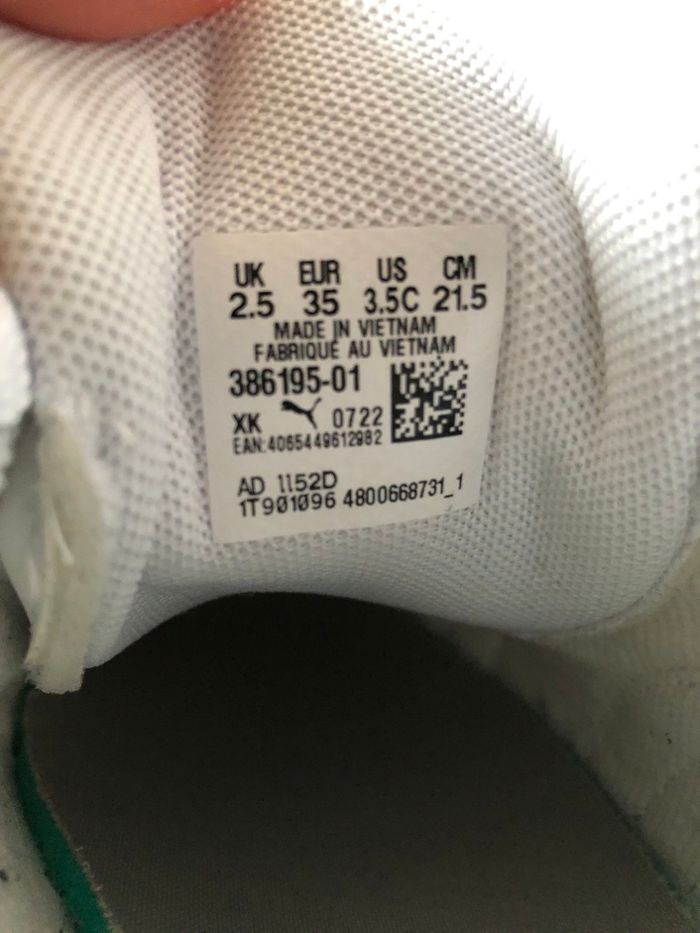 UK EUR US CM
2.5 35 3.5C 21.5
MADE IN VIETNAM
FABRIQUÉ AU VIETNAM
386195-01
XK 0722
EAN:4065449612982
AD 1152D
1T901096 4800668731_1